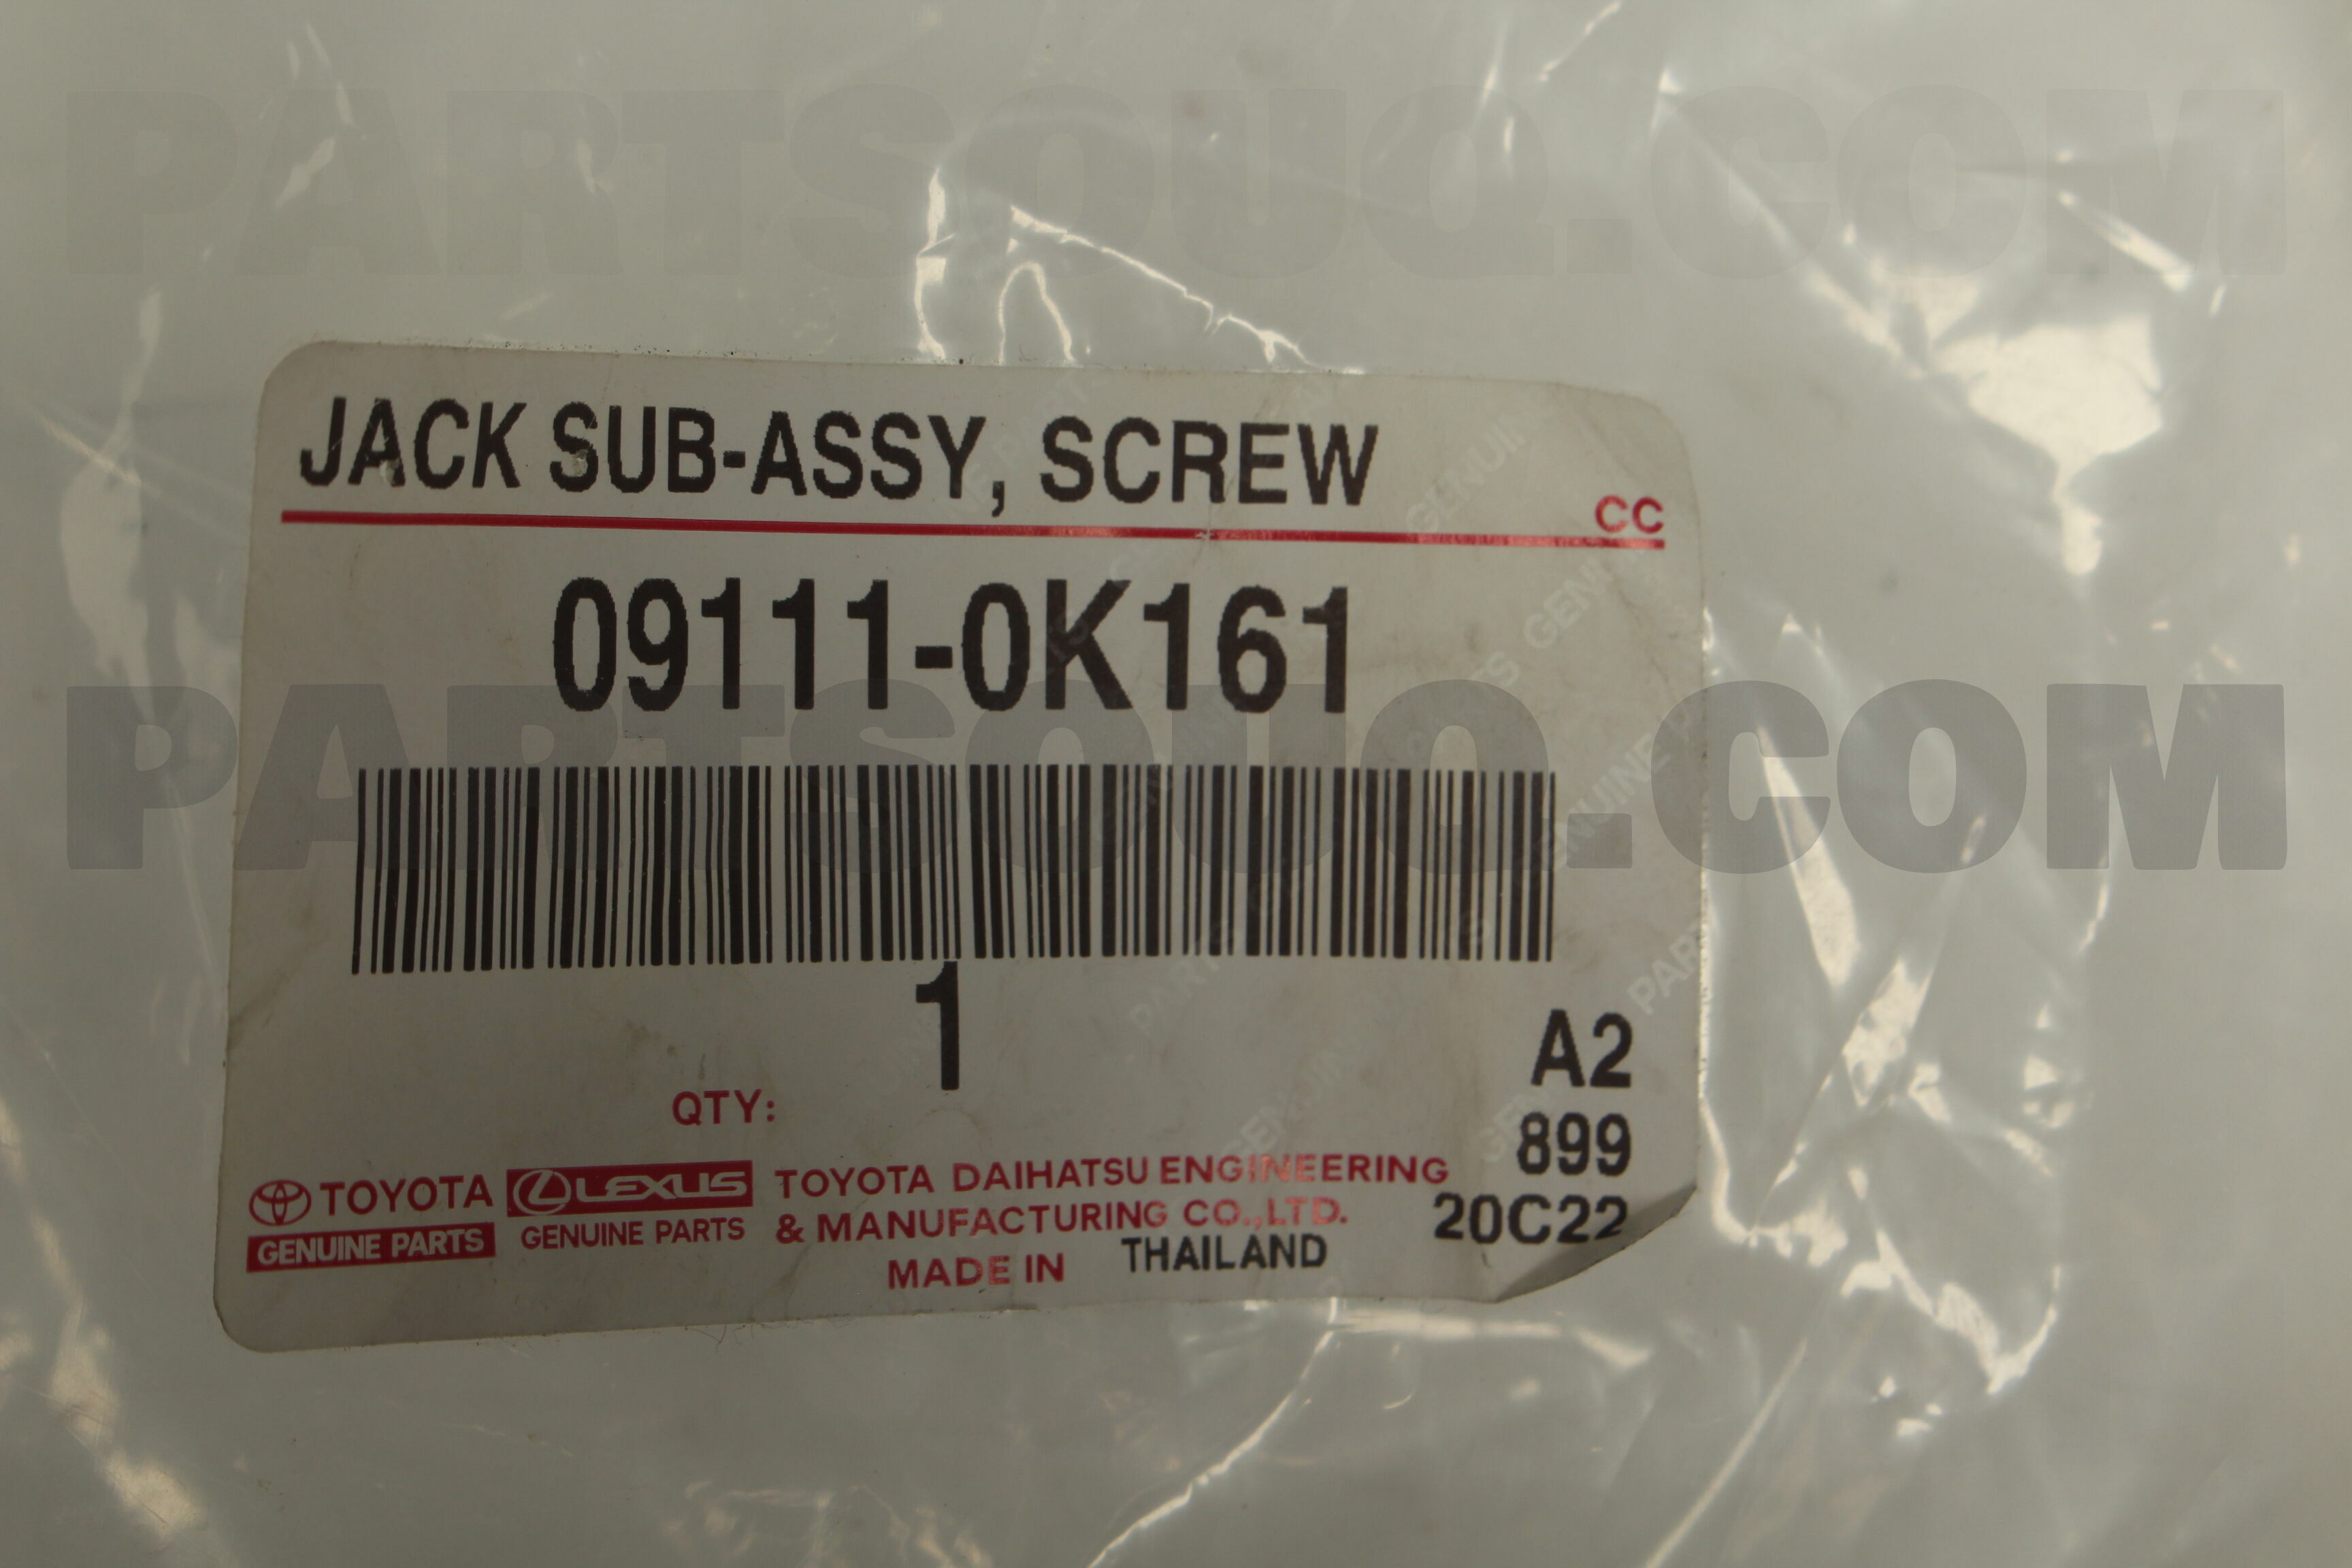 PARTSOUQ.COM
JACK SUB-ASSY, SCREW
CC
09111-0K161
PARTSOUQ.COM
1
QTY:
A2
899
20C22
TOYOTA
GENUINE PARTS
LEXUS
GENUINE PARTS
TOYOTA DAIHATSU ENGINEERING
& MANUFACTURING CO.,LTD.
MADE IN THAILAND